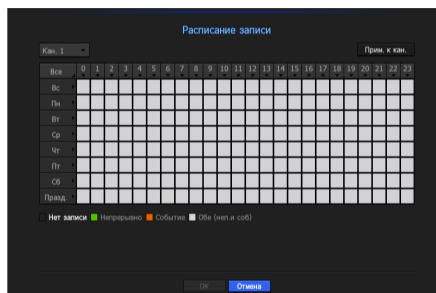 Расписание записи
Кан. 1 Прим. к кан.
Все 0 1 2 3 4 5 6 7 8 9 10 11 12 13 14 15 16 17 18 19 20 21 22 23
Вс
Пн
Вт
Ср
Чт
Пт
Сб
Празд.
Нет записи Непрерывно Событие Обе (неп.и соб)
ОК Отмена